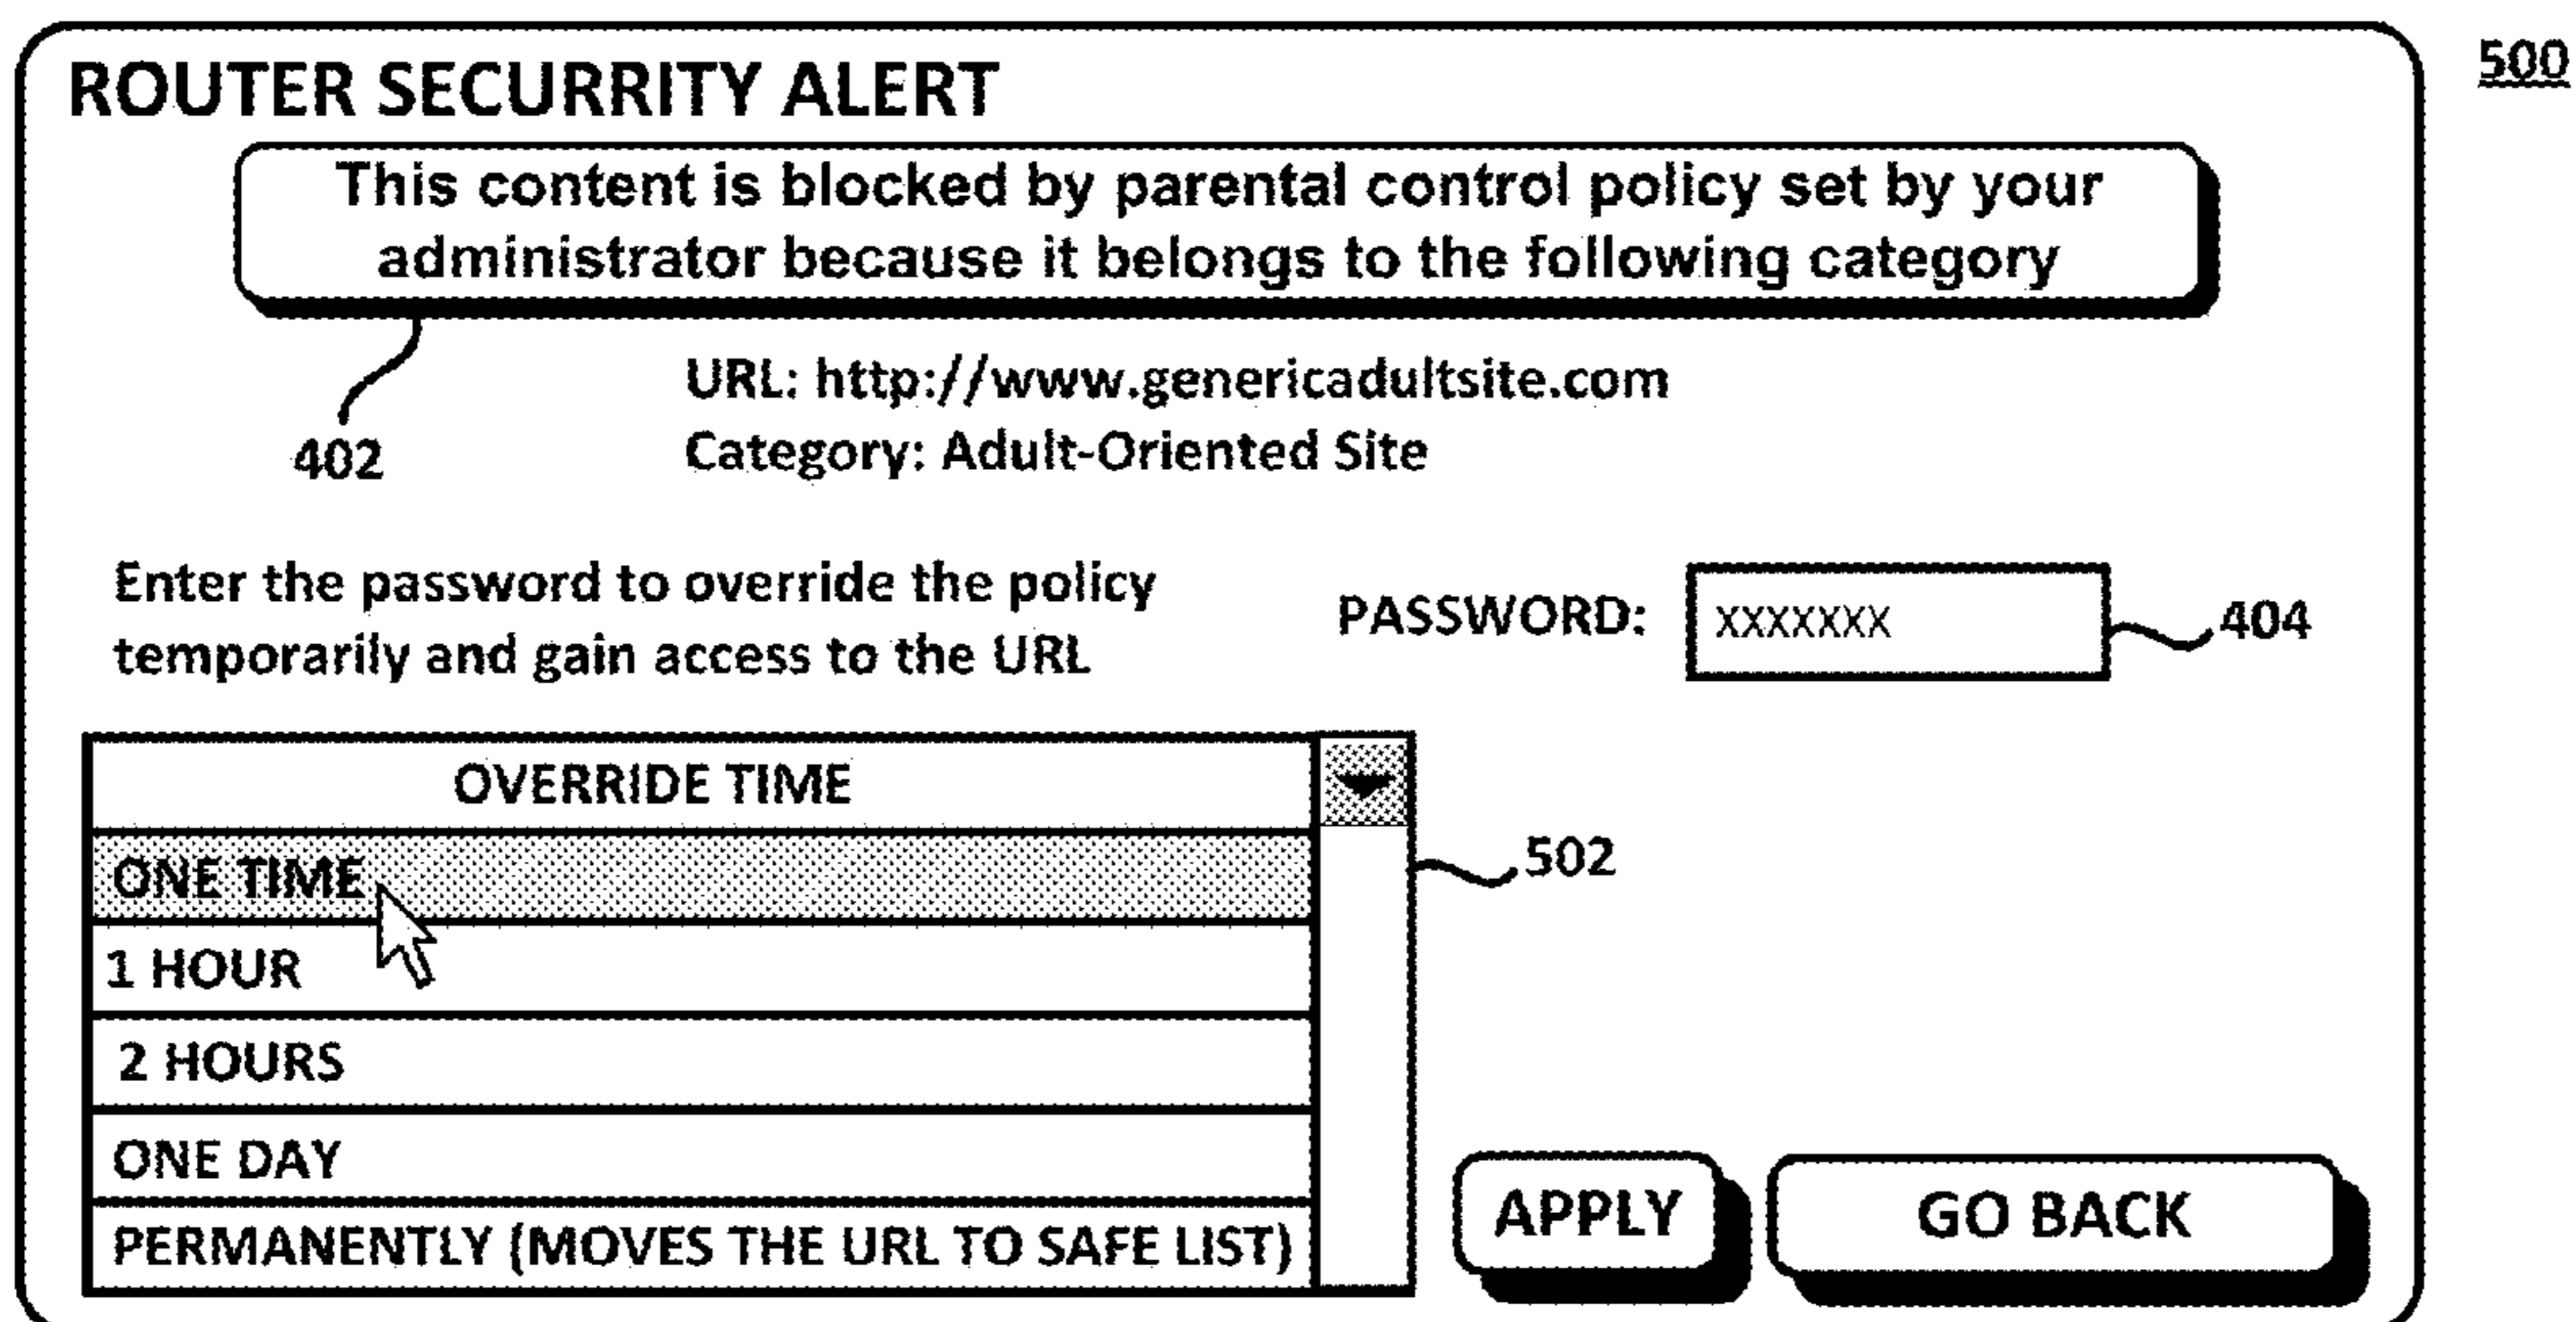 500
ROUTER SECURRITY ALERT
This content is blocked by parental control policy set by your
administrator because it belongs to the following category
402
URL: http://www.genericadultsite.com
Category: Adult-Oriented Site
Enter the password to override the policy
temporarily and gain access to the URL
PASSWORD: XXXXXXX 404
OVERRIDE TIME
ONE TIME
502
1 HOUR
2 HOURS
ONE DAY
PERMANENTLY (MOVES THE URL TO SAFE LIST)
APPLY
GO BACK